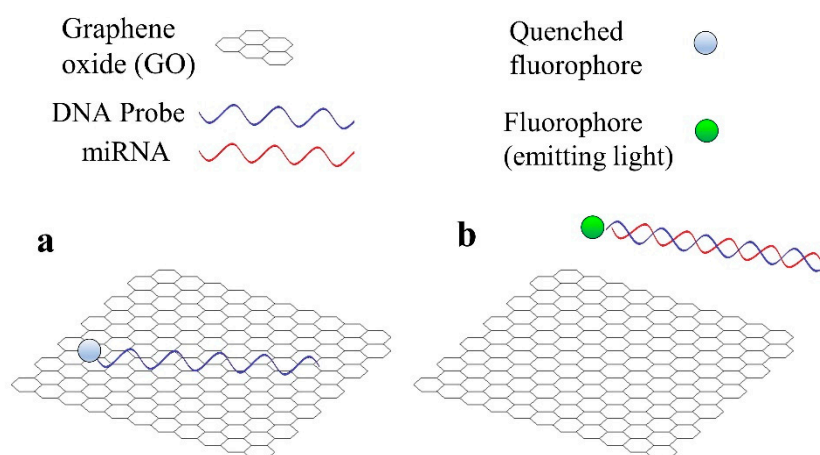 Graphene
oxide (GO)
DNA Probe
miRNA
Quenched
fluorophore
Fluorophore
(emitting light)
a
b